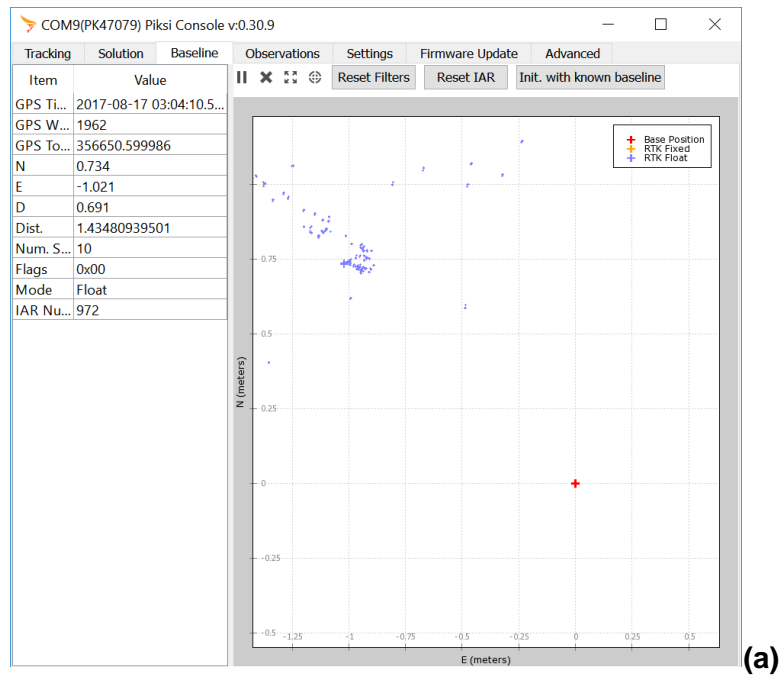 COM9(PK47079) Piksi Console v:0.30.9
Tracking Solution Baseline Observations Settings Firmware Update Advanced
Item Value
Reset Filters Reset IAR Init. with known baseline
GPS Ti... 2017-08-17 03:04:10.5...
GPS W... 1962
GPS To... 356650.599986
N 0.734
E -1.021
D 0.691
Dist. 1.43480939501
Num. S... 10
Flags 0x00
Mode Float
IAR Nu... 972
Base Position
RTK Fixed
RTK Float
0.75
0.5
0.25
0
-0.25
-0.5
N (meters)
-1.25 -1 -0.75 -0.5 -0.25 0 0.25 0.5
E (meters)
(a)